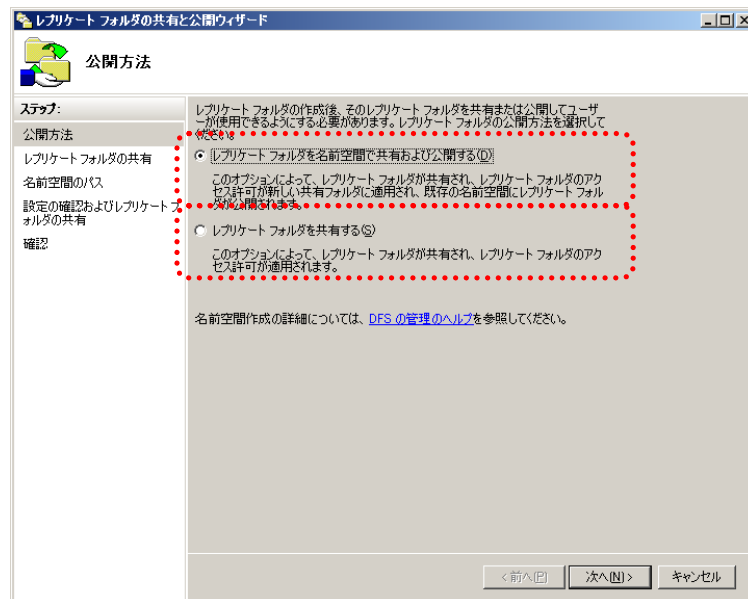 レプリケート フォルダの共有と公開ウィザード
公開方法
ステップ:
公開方法
レプリケート フォルダの共有
名前空間のパス
設定の確認およびレプリケート フ
ォルダの共有
確認
レプリケート フォルダの作成後、そのレプリケート フォルダを共有または公開してユーザ
ーが使用できるようにする必要があります。レプリケート フォルダの公開方法を選択して
ください。
レプリケート フォルダを名前空間で共有および公開する(D)
このオプションによって、レプリケート フォルダが共有され、レプリケート フォルダのアク
セス許可が新しい共有フォルダに適用され、既存の名前空間にレプリケート フォル
ダが公開されます。
レプリケート フォルダを共有する(S)
このオプションによって、レプリケート フォルダが共有され、レプリケート フォルダのアク
セス許可が適用されます。
名前空間作成の詳細については、DFS の管理のヘルプを参照してください。
<前へ(P) 次へ(N)> キャンセル